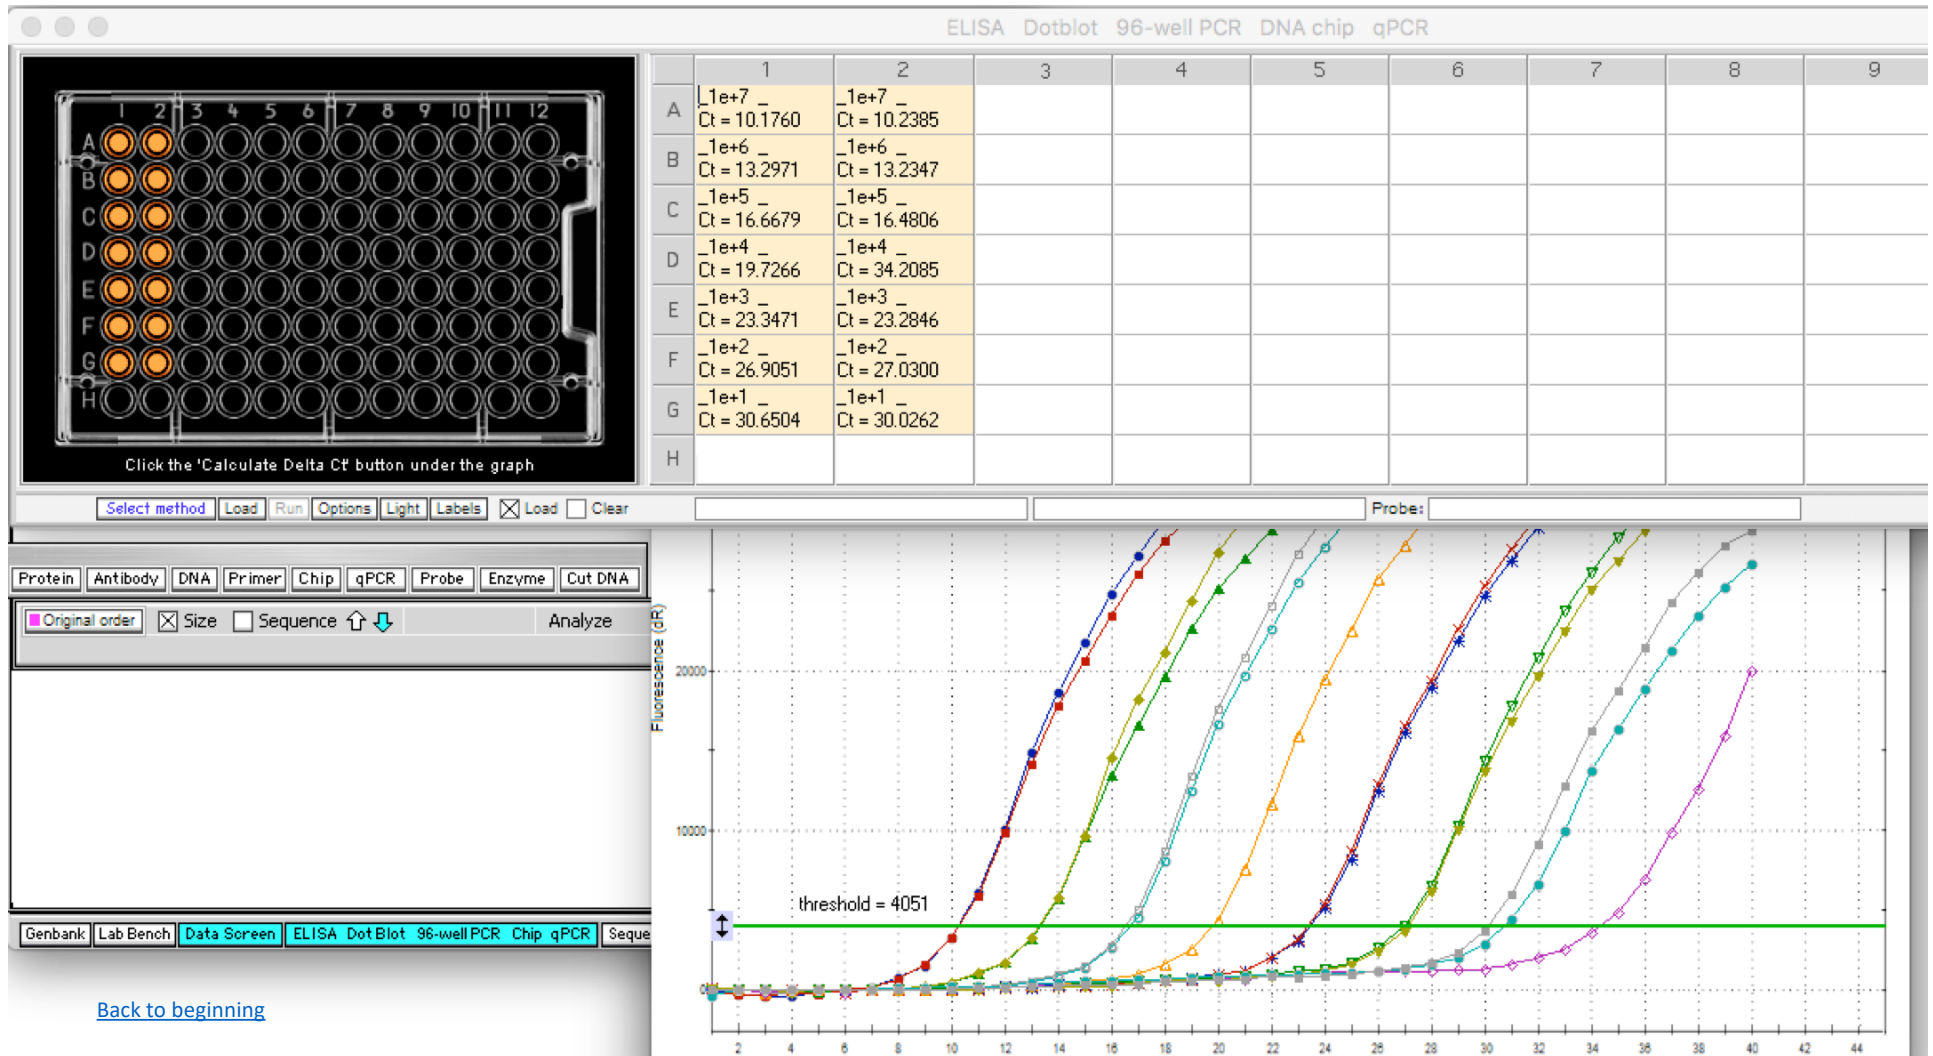 ELISA Dotblot 96-well PCR DNA chip qPCR
1 2 3 4 5 6 7 8 9 10 11 12
A
B
C
D
E
F
G
H
Click the 'Calculate Delta Ct' button under the graph
1 2 3 4 5 6 7 8 9
A _1e+7 _ _1e+7 _
Ct = 10.1760 Ct = 10.2385
B _1e+6 _ _1e+6 _
Ct = 13.2971 Ct = 13.2347
C _1e+5 _ _1e+5 _
Ct = 16.6679 Ct = 16.4806
D _1e+4 _ _1e+4 _
Ct = 19.7266 Ct = 34.2085
E _1e+3 _ _1e+3 _
Ct = 23.3471 Ct = 23.2846
F _1e+2 _ _1e+2 _
Ct = 26.9051 Ct = 27.0300
G _1e+1 _ _1e+1 _
Ct = 30.6504 Ct = 30.0262
H
Select method Load Run Options Light Labels Load Clear Probe:
Protein Antibody DNA Primer Chip qPCR Probe Enzyme Cut DNA
Original order Size Sequence Analyze
Genbank Lab Bench Data Screen ELISA Dot Blot 96-well PCR Chip qPCR Seque
Back to beginning
Fluorescence (dR)
20000
10000
0
threshold = 4051
2 4 6 8 10 12 14 16 18 20 22 24 26 28 30 32 34 36 38 40 42 44